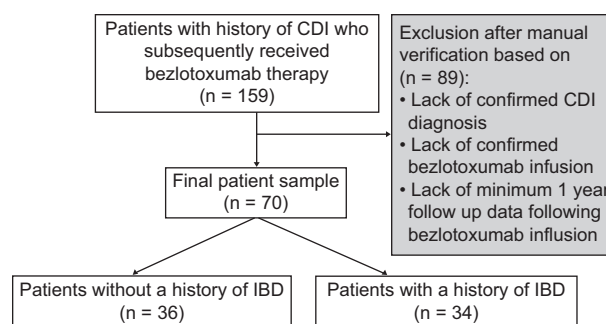 Patients with history of CDI who
subsequently received
bezlotoxumab therapy
(n = 159)
Exclusion after manual
verification based on
(n = 89):
• Lack of confirmed CDI
diagnosis
• Lack of confirmed
bezlotoxumab infusion
• Lack of minimum 1 year
follow up data following
bezlotoxumab influsion
Final patient sample
(n = 70)
Patients without a history of IBD
(n = 36)
Patients with a history of IBD
(n = 34)